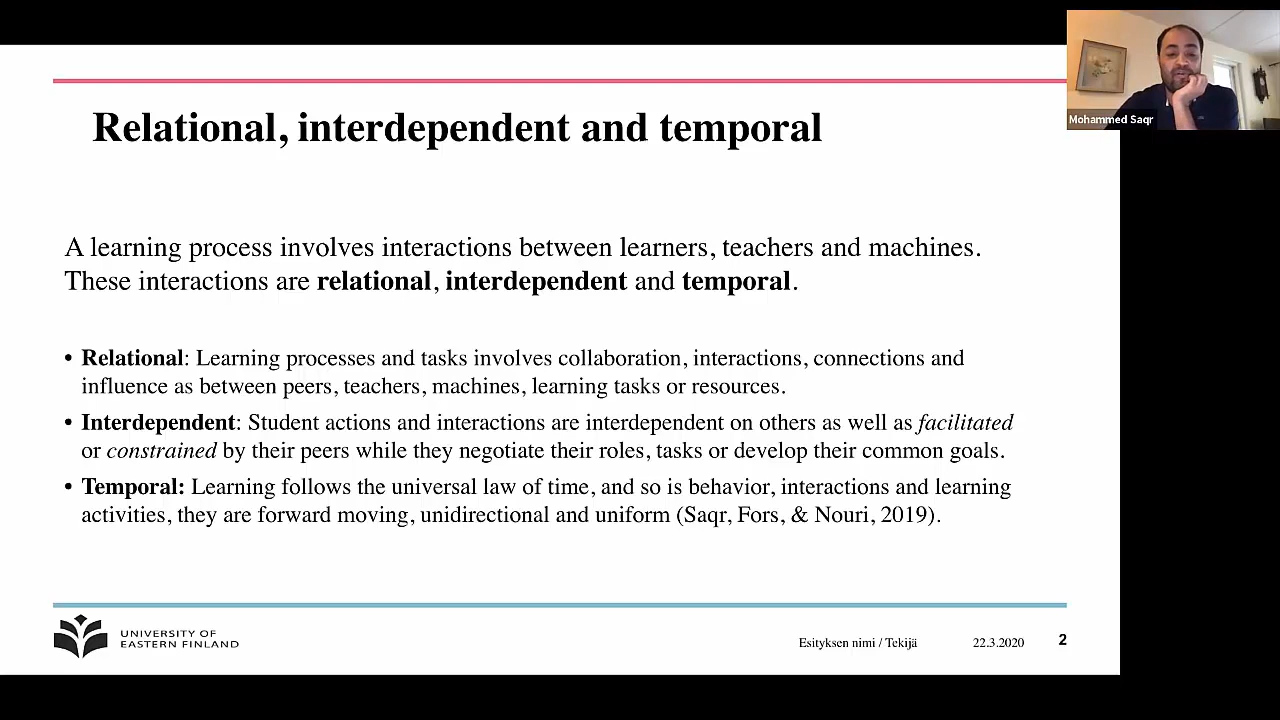 Relational, interdependent and temporal
A learning process involves interactions between learners, teachers and machines.
These interactions are relational, interdependent and temporal.
• Relational: Learning processes and tasks involves collaboration, interactions, connections and
influence as between peers, teachers, machines, learning tasks or resources.
• Interdependent: Student actions and interactions are interdependent on others as well as facilitated
or constrained by their peers while they negotiate their roles, tasks or develop their common goals.
• Temporal: Learning follows the universal law of time, and so is behavior, interactions and learning
activities, they are forward moving, unidirectional and uniform (Saqr, Fors, & Nouri, 2019).
UNIVERSITY OF
EASTERN FINLAND
Esityksen nimi / Tekijä
22.3.2020
2
Mohammed Saqr